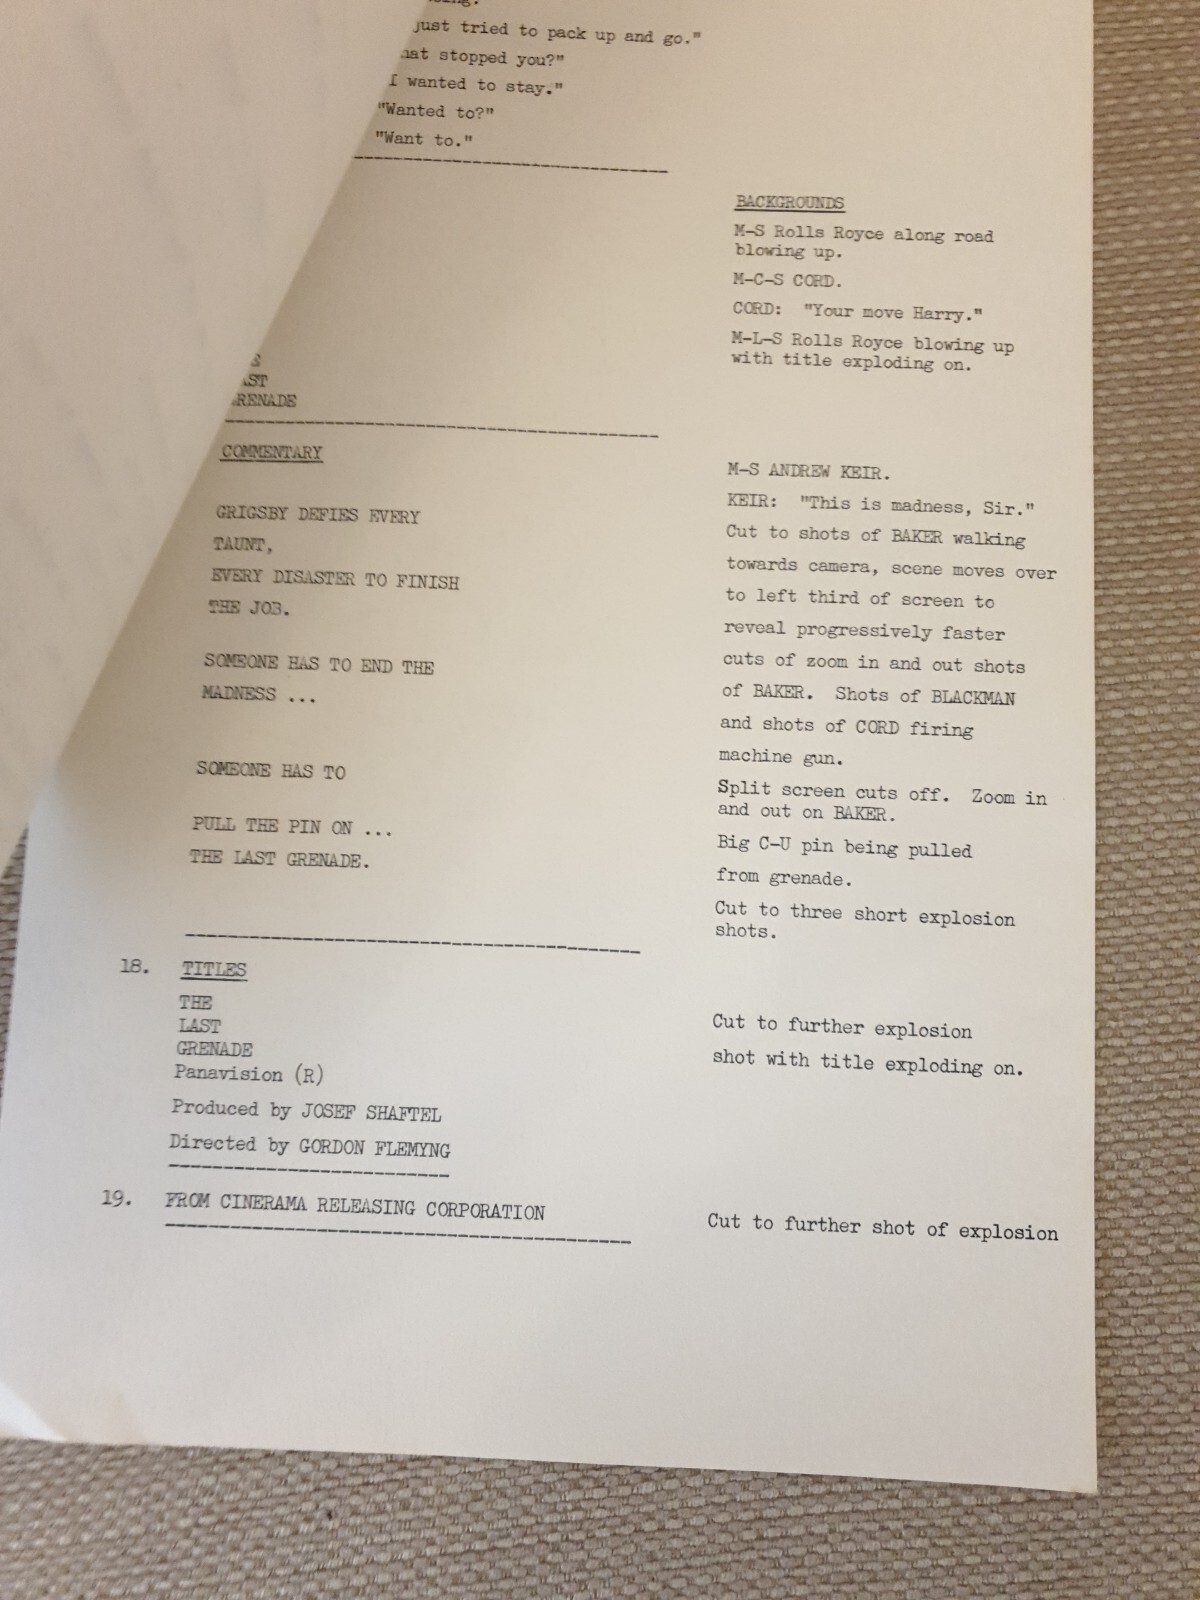 just tried to pack up and go."
stopped you?"
I wanted to stay."
"Wanted to?"
"Want to."
BACKGROUNDS
M-S Rolls Royce along road
blowing up.
M-C-S CORD.
CORD: "Your move Harry."
M-L-S Rolls Royce blowing up
with title exploding on.
COMMENTARY
M-S ANDREW KEIR.
KEIR: "This is madness, Sir."
GRIGSBY DEFIES EVERY
TAUNT,
EVERY DISASTER TO FINISH
THE JOB.
SOMEONE HAS TO END THE
MADNESS ...
SOMEONE HAS TO
PULL THE PIN ON ...
THE LAST GRENADE.
Cut to shots of BAKER walking
towards camera, scene moves over
to left third of screen to
reveal progressively faster
cuts of zoom in and out shots
of BAKER. Shots of BLACKMAN
and shots of CORD firing
machine gun.
Split screen cuts off. Zoom in
and out on BAKER.
Big C-U pin being pulled
from grenade.
Cut to three short explosion
shots.
18. TITLES
THE
LAST
GRENADE
Panavision (R)
Produced by JOSEF SHAFTEL
Directed by GORDON FLEMYNG
Cut to further explosion
shot with title exploding on.
19. FROM CINERAMA RELEASING CORPORATION
Cut to further shot of explosion